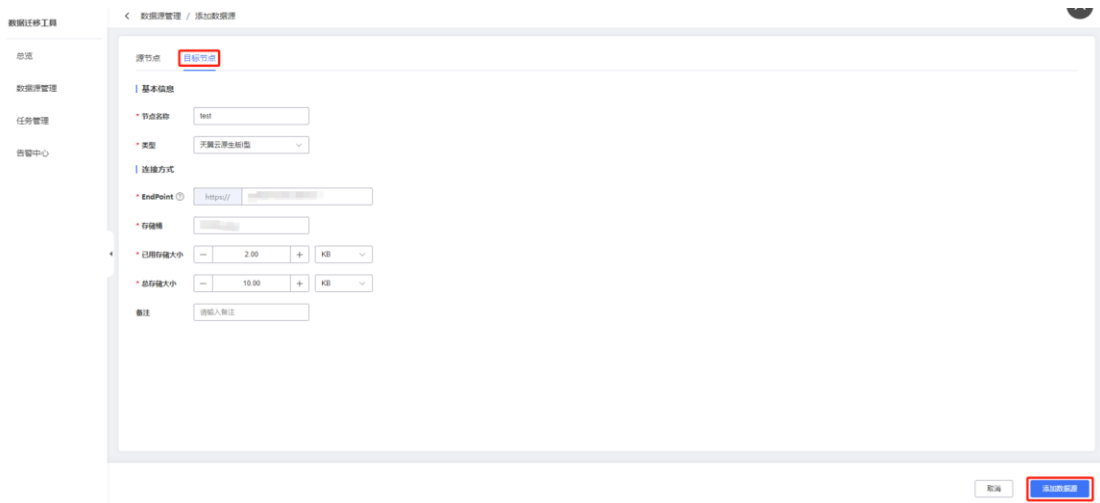 数据迁移工具
总览
数据源管理
任务管理
告警中心
数据源管理 / 添加数据源
源节点 目标节点
基本信息
* 节点名称 test
* 类型 天翼云原生版I型
连接方式
* EndPoint https://
* 存储桶
* 已用存储大小 2.00 KB
* 总存储大小 10.00 KB
备注 请输入备注
取消 添加数据源